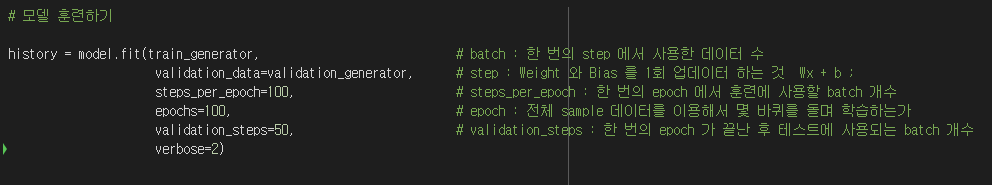 # 모델 훈련하기
history = model.fit(train_generator, # batch : 한 번의 step 에서 사용한 데이터 수
validation_data=validation_generator, # step : Weight 와 Bias 를 1회 업데이터 하는 것 Wx + b ;
steps_per_epoch=100, # steps_per_epoch : 한 번의 epoch 에서 훈련에 사용할 batch 개수
epochs=100, # epoch : 전체 sample 데이터를 이용해서 몇 바퀴를 돌며 학습하는가
validation_steps=50, # validation_steps : 한 번의 epoch 가 끝난 후 테스트에 사용되는 batch 개수
verbose=2)